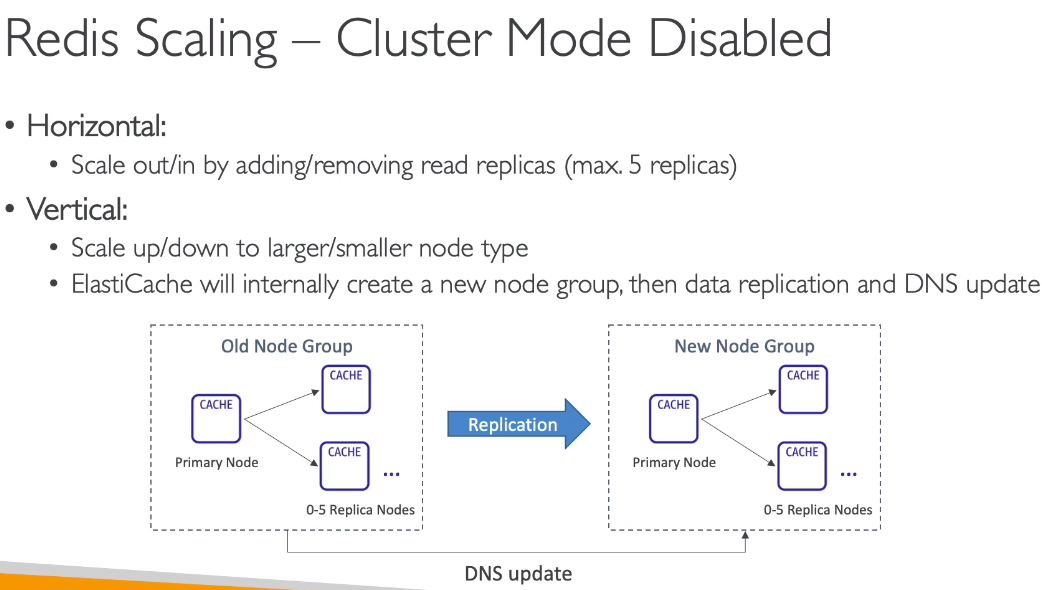 Redis Scaling – Cluster Mode Disabled
• Horizontal:
• Scale out/in by adding/removing read replicas (max. 5 replicas)
• Vertical:
• Scale up/down to larger/smaller node type
• ElastiCache will internally create a new node group, then data replication and DNS update
Old Node Group
CACHE
CACHE
Primary Node
CACHE
...
0-5 Replica Nodes
Replication
New Node Group
CACHE
CACHE
Primary Node
CACHE
...
0-5 Replica Nodes
DNS update